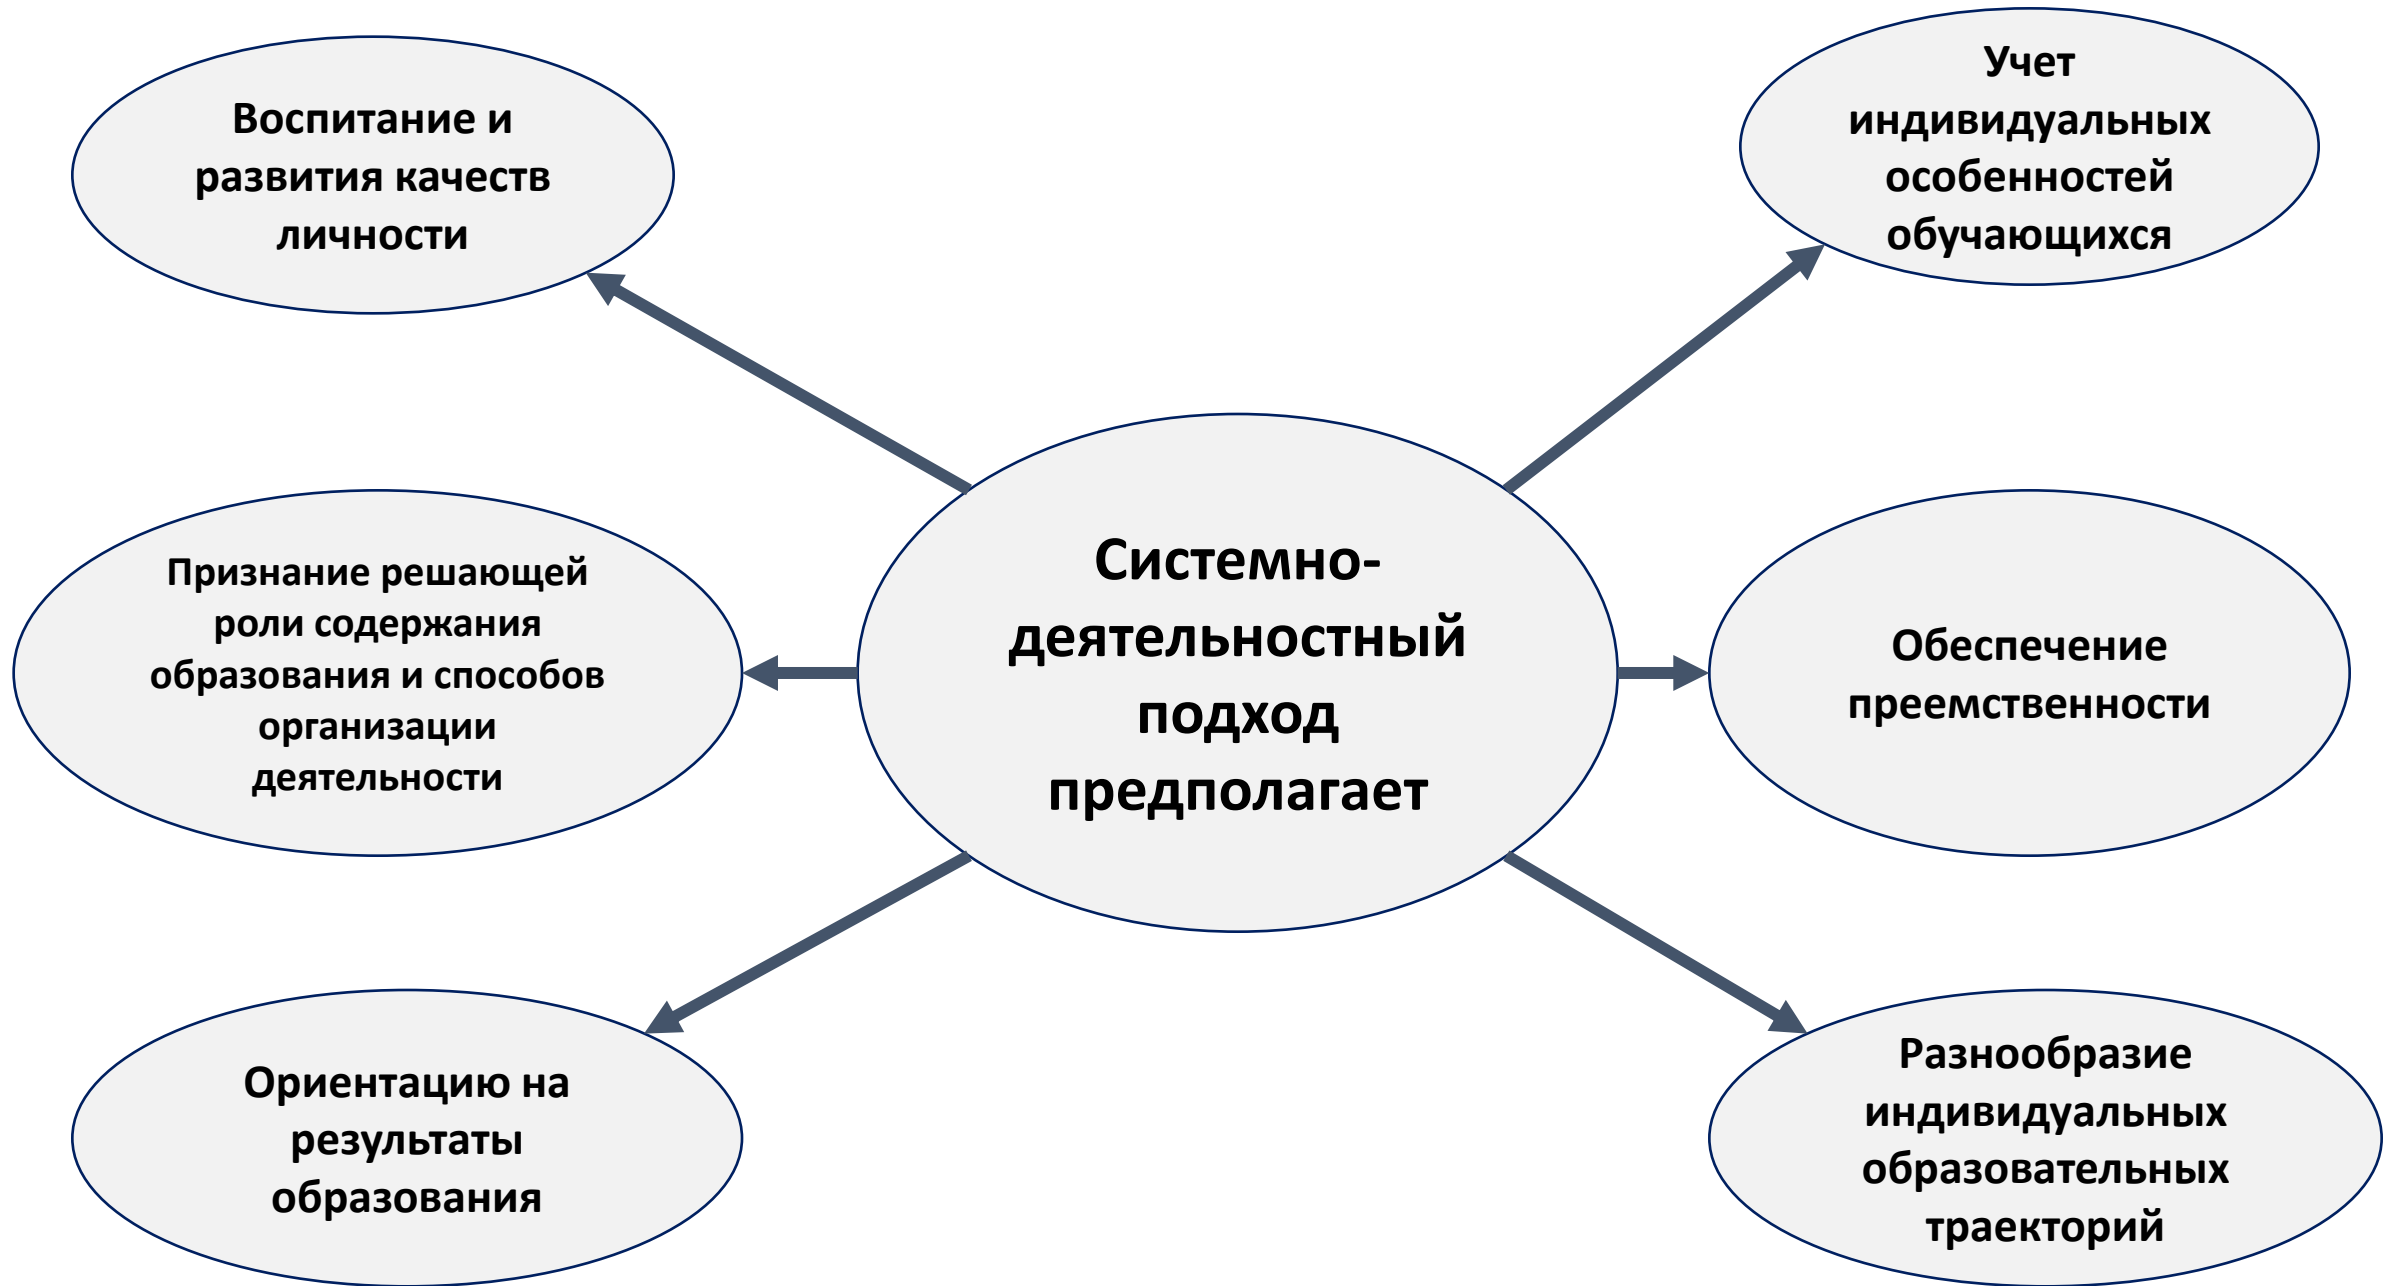 Воспитание и
развития качеств
личности
Учет
индивидуальных
особенностей
обучающихся
Признание решающей
роли содержания
образования и способов
организации
деятельности
Системно-
деятельностный
подход
предполагает
Обеспечение
преемственности
Ориентацию на
результаты
образования
Разнообразие
индивидуальных
образовательных
траекторий